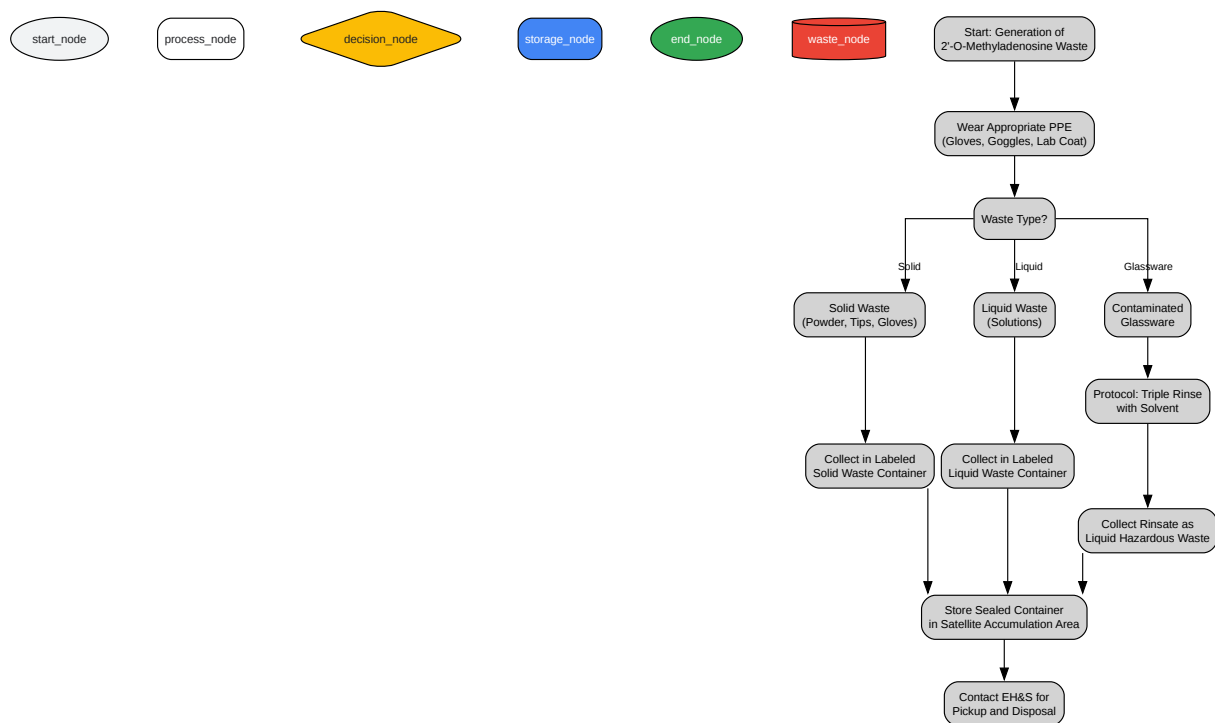 start_node
process_node
decision_node
storage_node
end_node
waste_node
Start: Generation of
2'-O-Methyladenosine Waste
Wear Appropriate PPE
(Gloves, Goggles, Lab Coat)
Waste Type?
Solid
Liquid
Glassware
Solid Waste
(Powder, Tips, Gloves)
Liquid Waste
(Solutions)
Contaminated
Glassware
Protocol: Triple Rinse
with Solvent
Collect in Labeled
Solid Waste Container
Collect in Labeled
Liquid Waste Container
Collect Rinsate as
Liquid Hazardous Waste
Store Sealed Container
in Satellite Accumulation Area
Contact EH&S for
Pickup and Disposal